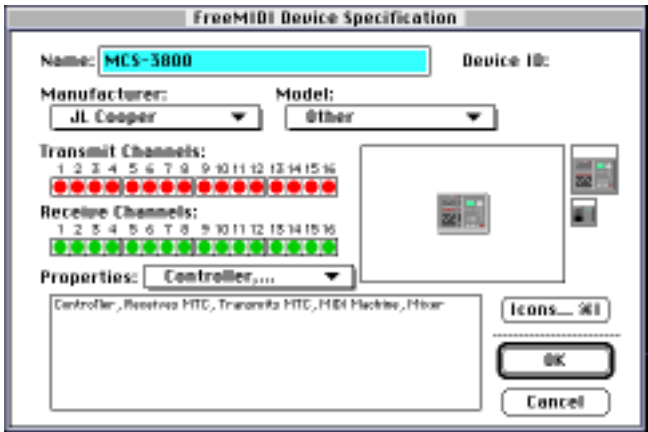 FreeMIDI Device Specification
Name: MCS-3800
Device ID:
Manufacturer: Model:
JL Cooper Other
Transmit Channels:
1 2 3 4 5 6 7 8 9 10 11 12 13 14 15 16
Receive Channels:
1 2 3 4 5 6 7 8 9 10 11 12 13 14 15 16
Properties: Controller,...
Controller, Receives MTC, Transmits MTC, MIDI Machine, Mixer
Icons... ⌘I
OK
Cancel